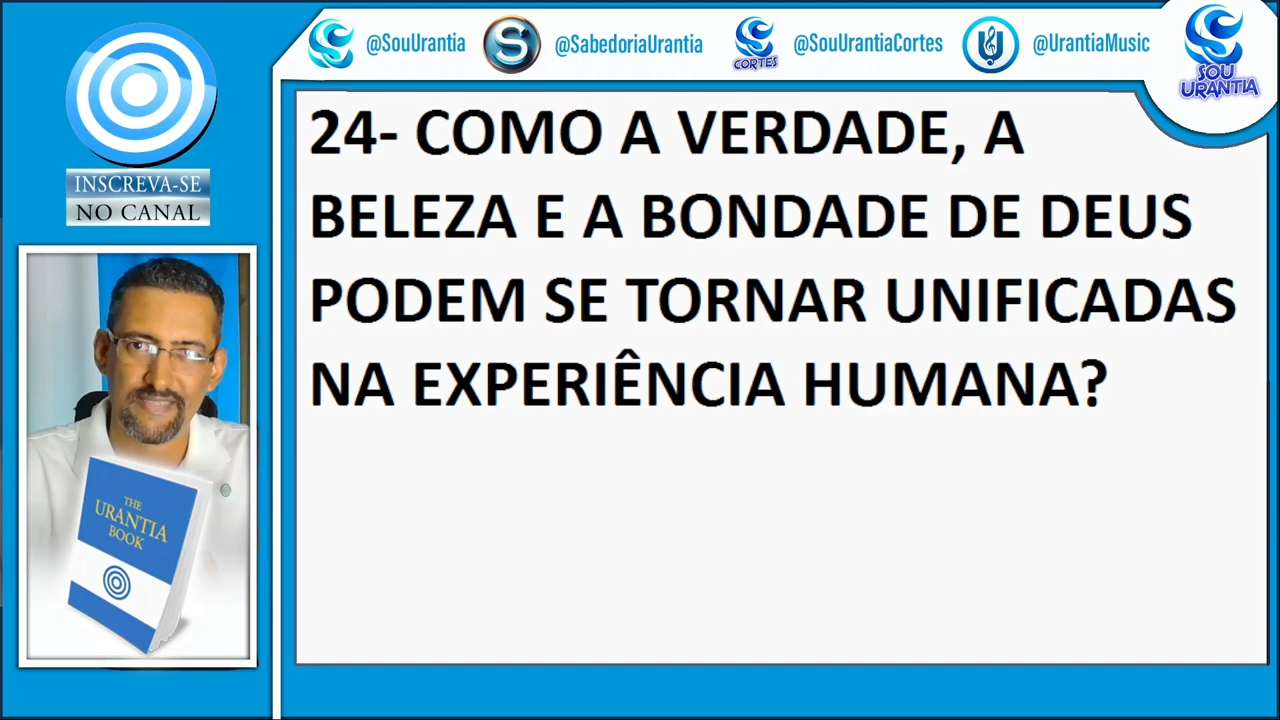 @SouUrantia
@SabedoriaUrantia
CORTES
@SouUrantiaCortes
@UrantiaMusic
SOU
URANTIA
INSCREVA-SE
NO CANAL
24- COMO A VERDADE, A
BELEZA E A BONDADE DE DEUS
PODEM SE TORNAR UNIFICADAS
NA EXPERIÊNCIA HUMANA?
THE
URANTIA
BOOK